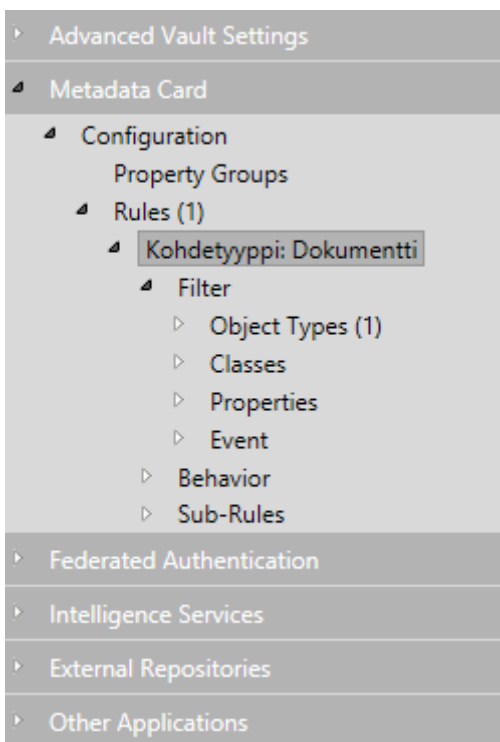 Advanced Vault Settings
Metadata Card
Configuration
Property Groups
Rules (1)
Kohdetyyppi: Dokumentti
Filter
Object Types (1)
Classes
Properties
Event
Behavior
Sub-Rules
Federated Authentication
Intelligence Services
External Repositories
Other Applications